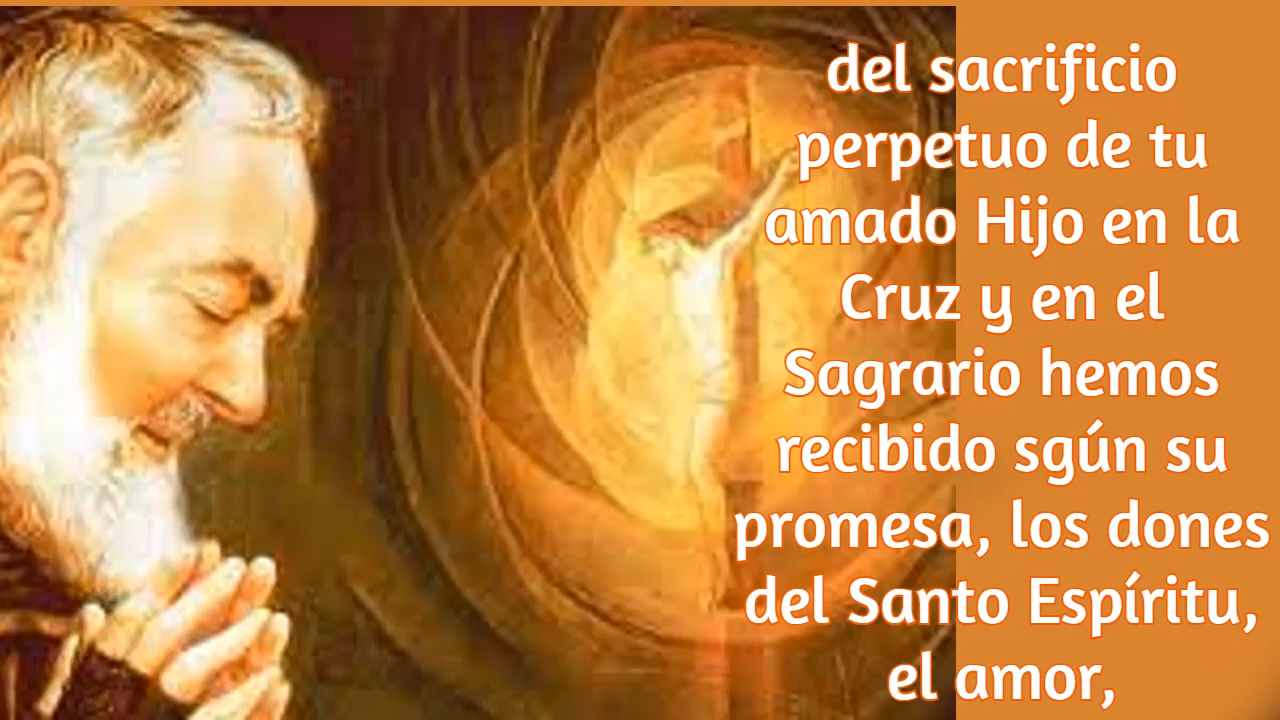 del sacrificio
perpetuo de tu
amado Hijo en la
Cruz y en el
Sagrario hemos
recibido sgún su
promesa, los dones
del Santo Espíritu,
el amor,